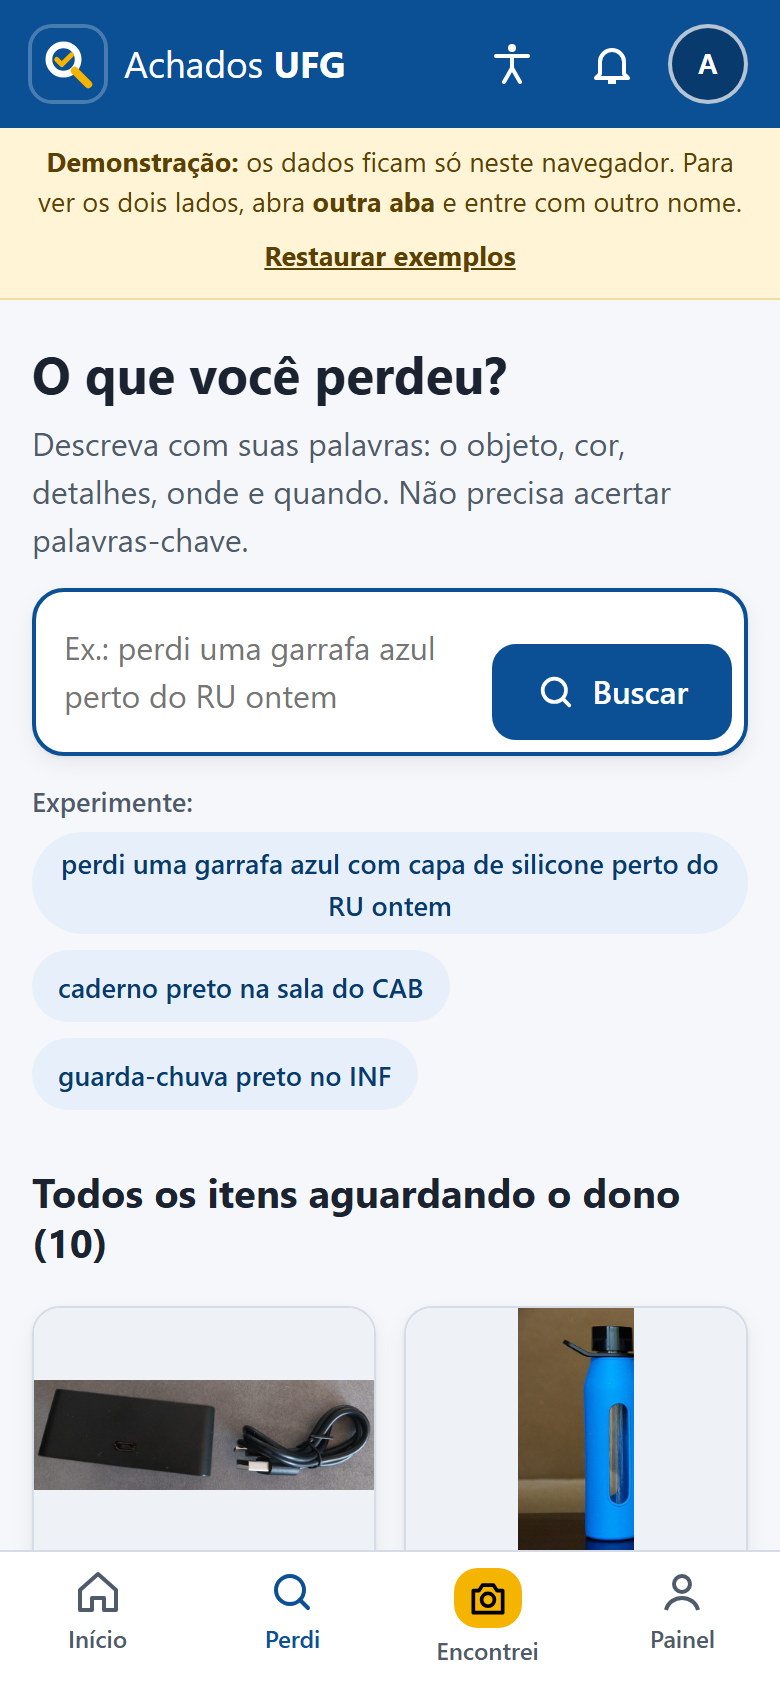 Achados UFG
A
Demonstração: os dados ficam só neste navegador. Para
ver os dois lados, abra outra aba e entre com outro nome.
Restaurar exemplos
O que você perdeu?
Descreva com suas palavras: o objeto, cor,
detalhes, onde e quando. Não precisa acertar
palavras-chave.
Ex.: perdi uma garrafa azul
perto do RU ontem
Buscar
Experimente:
perdi uma garrafa azul com capa de silicone perto do
RU ontem
caderno preto na sala do CAB
guarda-chuva preto no INF
Todos os itens aguardando o dono
(10)
Início
Perdi
Encontrei
Painel